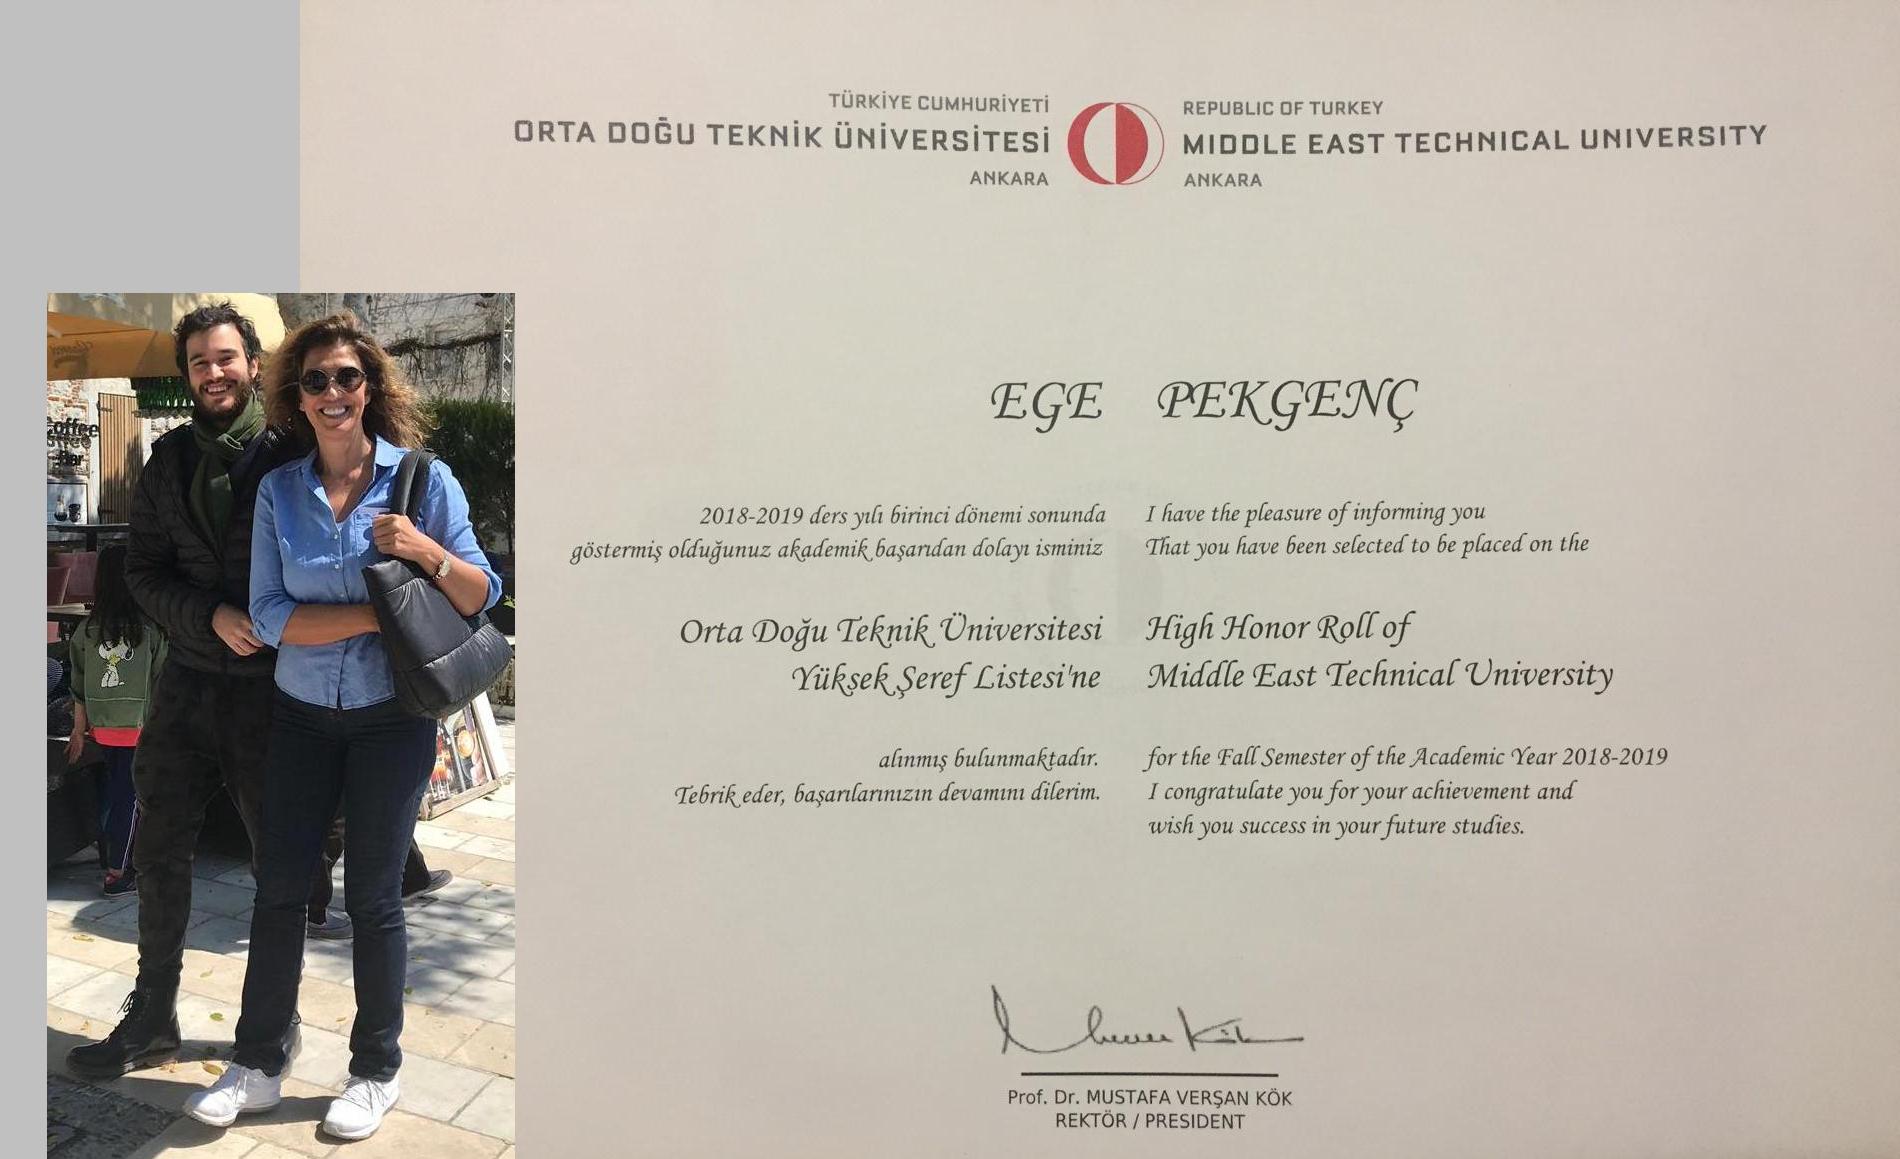 TÜRKİYE CUMHURİYETİ
ORTA DOĞU TEKNİK ÜNİVERSİTESİ
ANKARA
REPUBLIC OF TURKEY
MIDDLE EAST TECHNICAL UNIVERSITY
ANKARA
EGE PEKGENÇ
2018-2019 ders yılı birinci dönemi sonunda
göstermiş olduğunuz akademik başarıdan dolayı isminiz
Orta Doğu Teknik Üniversitesi
Yüksek Şeref Listesi'ne
alınmış bulunmaktadır.
Tebrik eder, başarılarınızın devamını dilerim.
I have the pleasure of informing you
That you have been selected to be placed on the
High Honor Roll of
Middle East Technical University
for the Fall Semester of the Academic Year 2018-2019
I congratulate you for your achievement and
wish you success in your future studies.
Prof. Dr. MUSTAFA VERŞAN KÖK
REKTÖR / PRESIDENT
Coffee
Bar